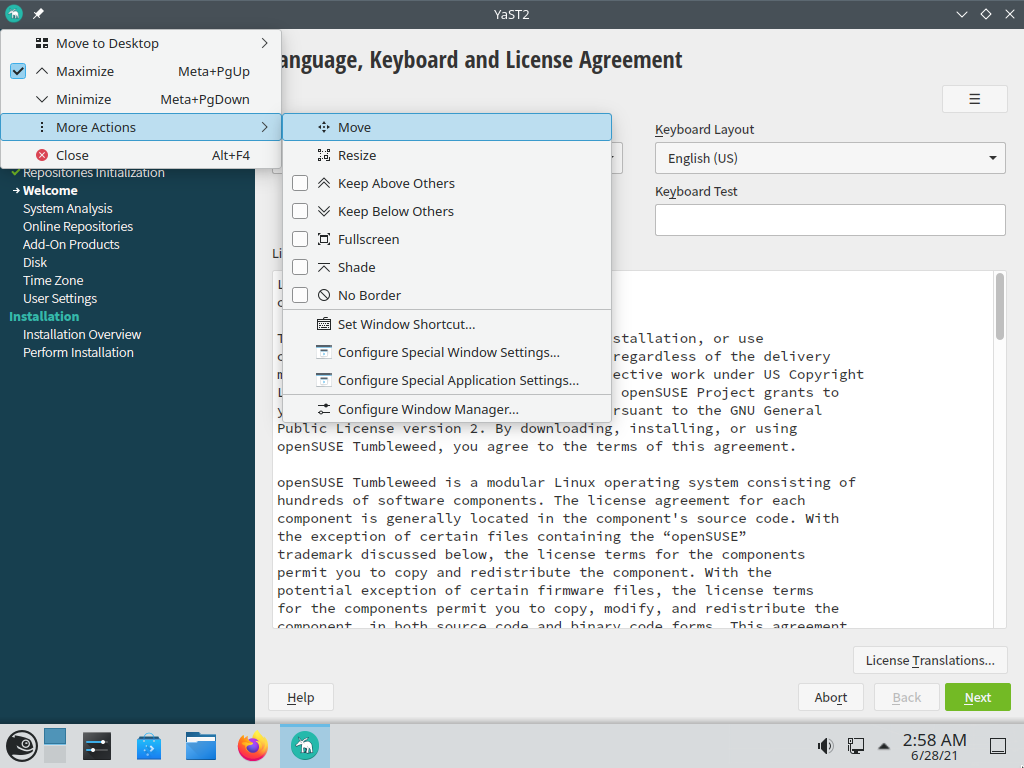 YaST2
Move to Desktop
Maximize Meta+PgUp
Minimize Meta+PgDown
More Actions
Close Alt+F4
Move
Resize
Keep Above Others
Keep Below Others
Fullscreen
Shade
No Border
Set Window Shortcut...
Configure Special Window Settings...
Configure Special Application Settings...
Configure Window Manager...
anguage, Keyboard and License Agreement
Keyboard Layout
English (US)
Keyboard Test
Repositories Initialization
Welcome
System Analysis
Online Repositories
Add-On Products
Disk
Time Zone
User Settings
Installation
Installation Overview
Perform Installation
stallation, or use
regardless of the delivery
ective work under US Copyright
openSUSE Project grants to
rsuant to the GNU General
Public License version 2. By downloading, installing, or using
openSUSE Tumbleweed, you agree to the terms of this agreement.
openSUSE Tumbleweed is a modular Linux operating system consisting of
hundreds of software components. The license agreement for each
component is generally located in the component's source code. With
the exception of certain files containing the “openSUSE”
trademark discussed below, the license terms for the components
permit you to copy and redistribute the component. With the
potential exception of certain firmware files, the license terms
for the components permit you to copy, modify, and redistribute the
component, in both source code and binary code forms. This agreement
License Translations...
Help
Abort
Back
Next
2:58 AM
6/28/21